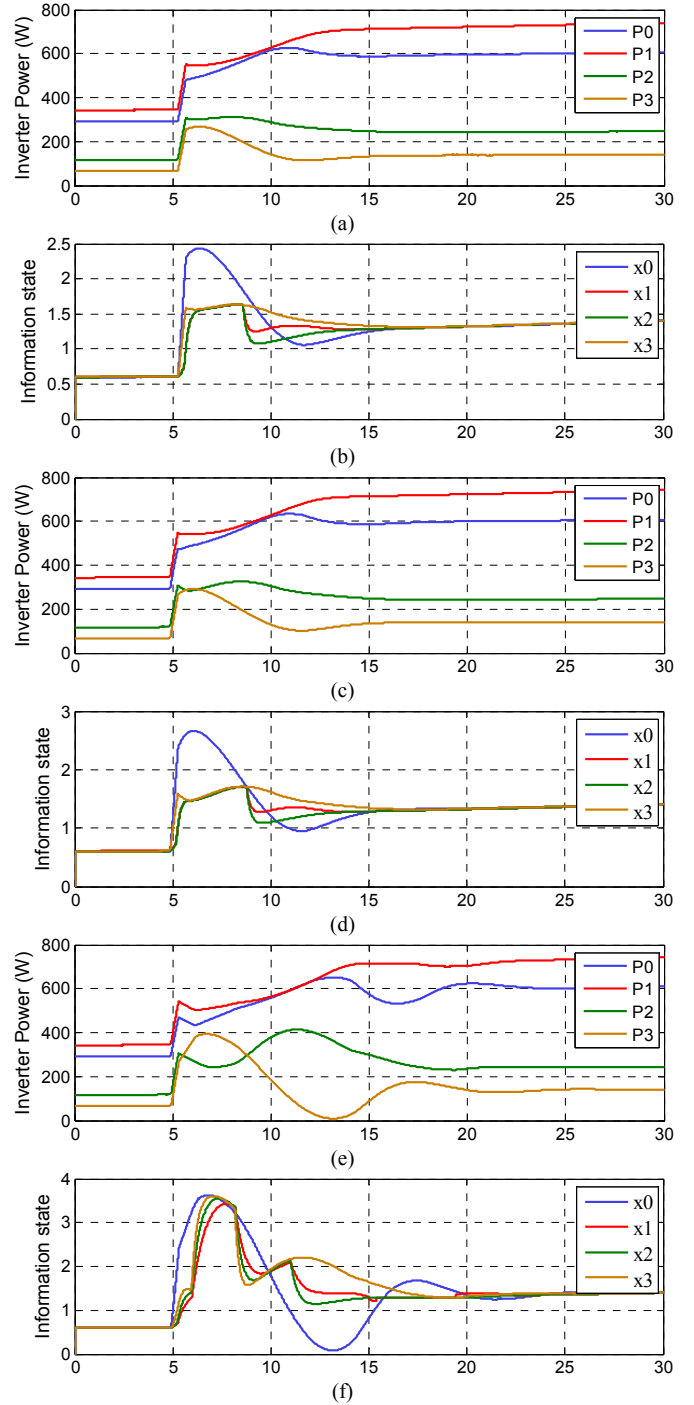 800
600
400
200
0
Inverter Power (W)
P0
P1
P2
P3
0 5 10 15 20 25 30
(a)
2.5
2
1.5
1
0.5
0
Information state
x0
x1
x2
x3
0 5 10 15 20 25 30
(b)
800
600
400
200
0
Inverter Power (W)
P0
P1
P2
P3
0 5 10 15 20 25 30
(c)
3
2
1
0
Information state
x0
x1
x2
x3
0 5 10 15 20 25 30
(d)
800
600
400
200
0
Inverter Power (W)
P0
P1
P2
P3
0 5 10 15 20 25 30
(e)
4
3
2
1
0
Information state
x0
x1
x2
x3
0 5 10 15 20 25 30
(f)